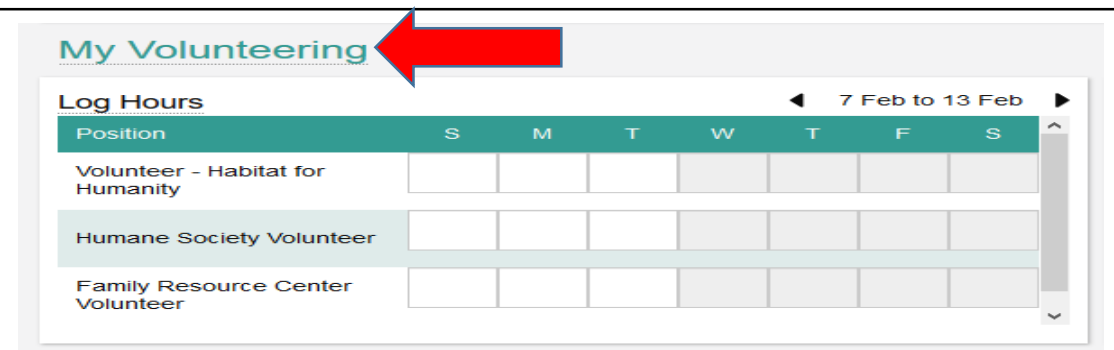 My Volunteering
Log Hours
7 Feb to 13 Feb
Position S M T W T F S
Volunteer - Habitat for
Humanity
Humane Society Volunteer
Family Resource Center
Volunteer